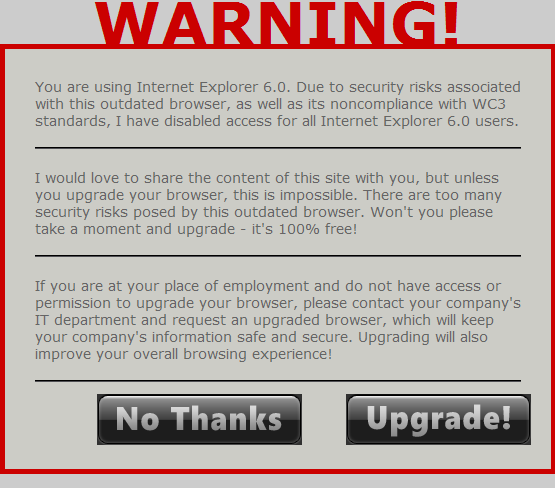 WARNING!
You are using Internet Explorer 6.0. Due to security risks associated
with this outdated browser, as well as its noncompliance with WC3
standards, I have disabled access for all Internet Explorer 6.0 users.
I would love to share the content of this site with you, but unless
you upgrade your browser, this is impossible. There are too many
security risks posed by this outdated browser. Won't you please
take a moment and upgrade - it's 100% free!
If you are at your place of employment and do not have access or
permission to upgrade your browser, please contact your company's
IT department and request an upgraded browser, which will keep
your company's information safe and secure. Upgrading will also
improve your overall browsing experience!
No Thanks Upgrade!